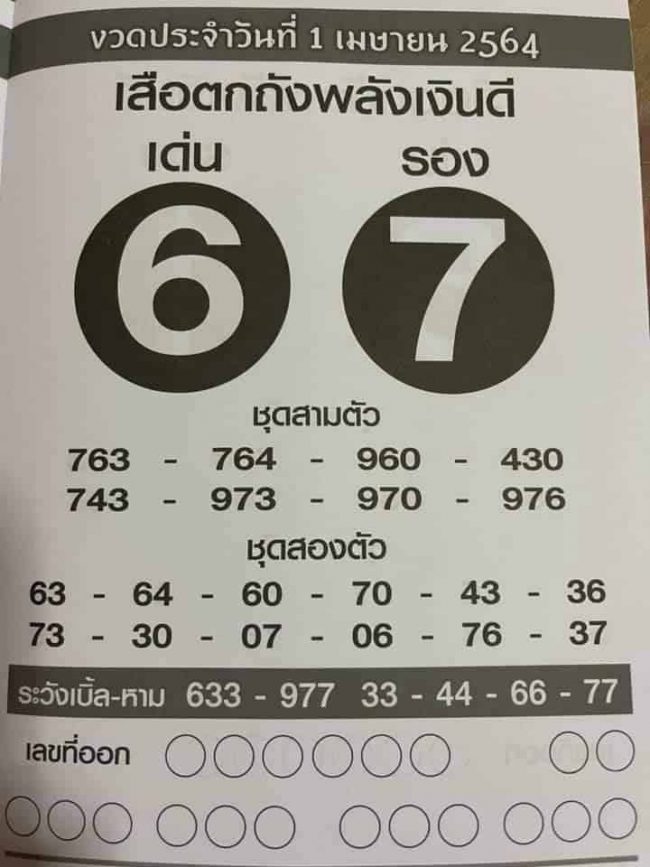 งวดประจำวันที่ 1 เมษายน 2564
เสือตกถังพลังเงินดี
เด่น รอง
6 7
ชุดสามตัว
763 - 764 - 960 - 430
743 - 973 - 970 - 976
ชุดสองตัว
63 - 64 - 60 - 70 - 43 - 36
73 - 30 - 07 - 06 - 76 - 37
ระวังเบิ้ล-หาม 633 - 977 33 - 44 - 66 - 77
เลขที่ออก